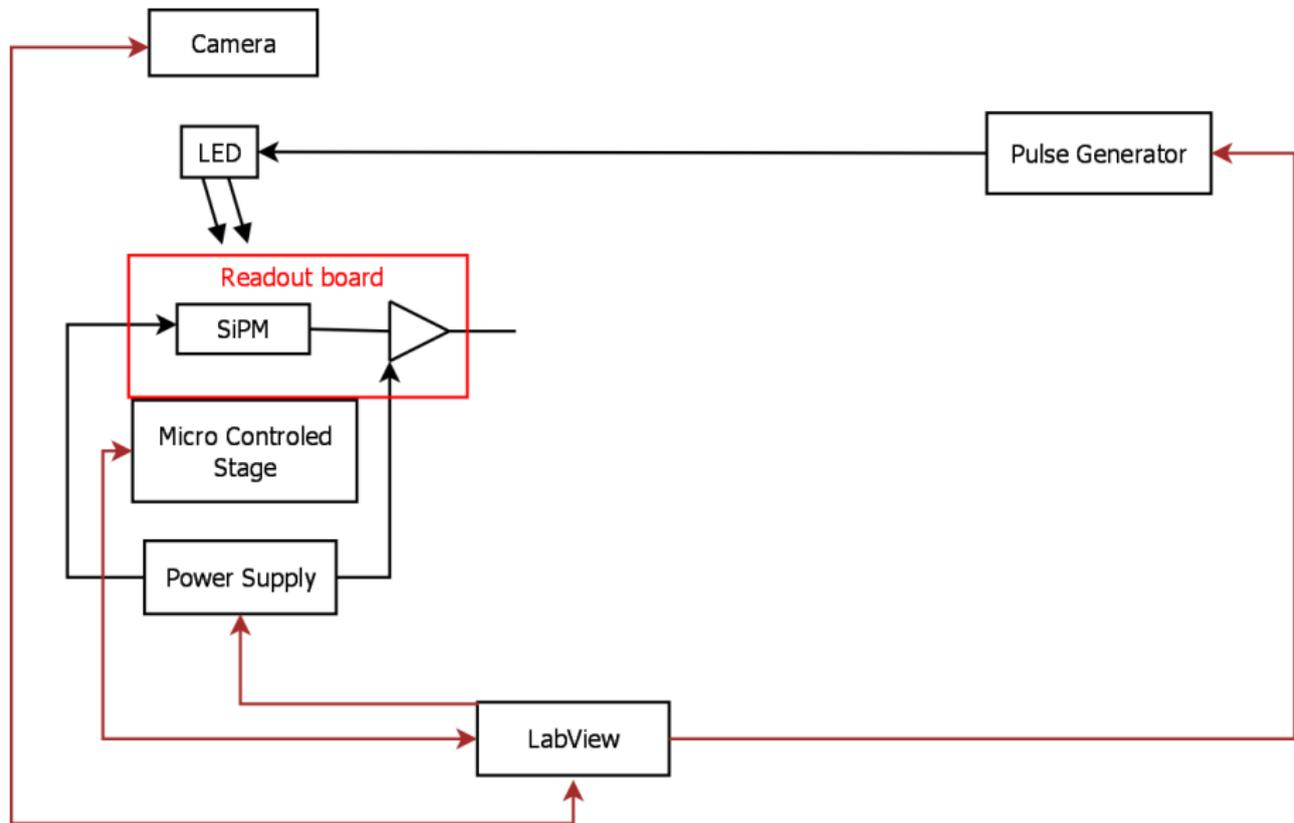 Camera
LED
Pulse Generator
Readout board
SiPM
Micro Controled
Stage
Power Supply
LabView